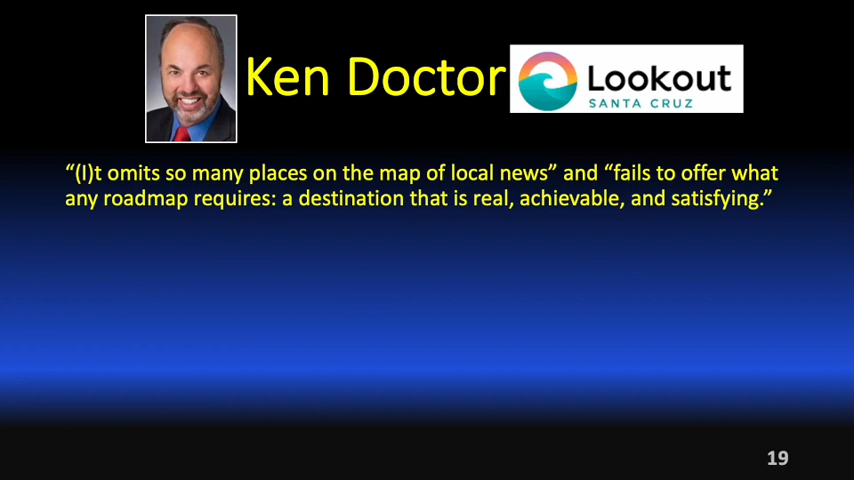 Ken Doctor
Lookout
SANTA CRUZ
“(I)t omits so many places on the map of local news” and “fails to offer what
any roadmap requires: a destination that is real, achievable, and satisfying.”
19